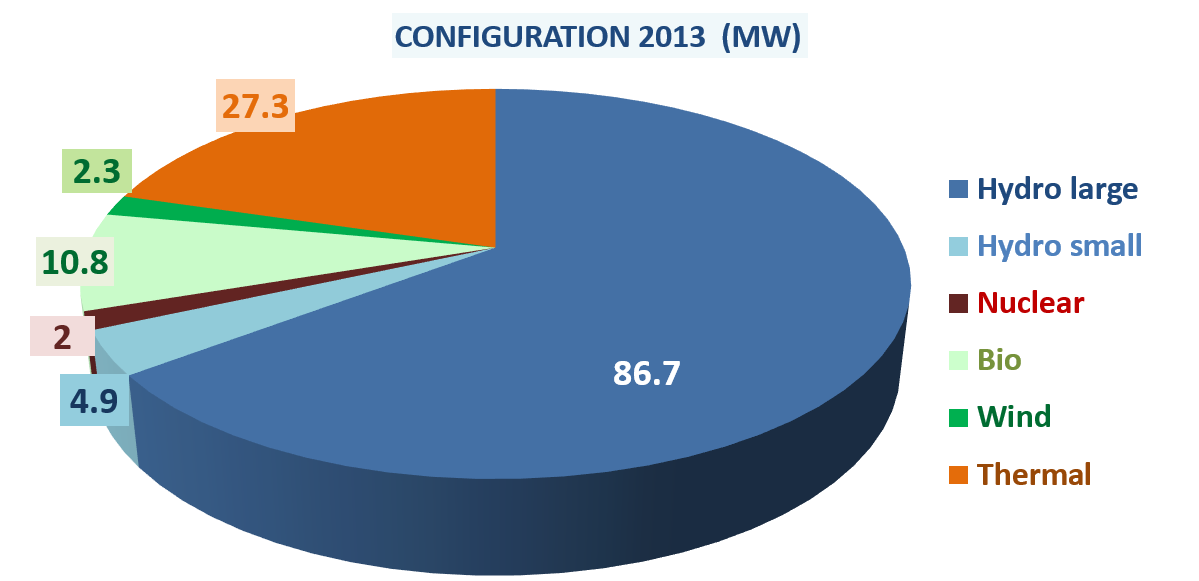 CONFIGURATION 2013 (MW)
27.3
2.3
10.8
2
4.9
86.7
Hydro large
Hydro small
Nuclear
Bio
Wind
Thermal